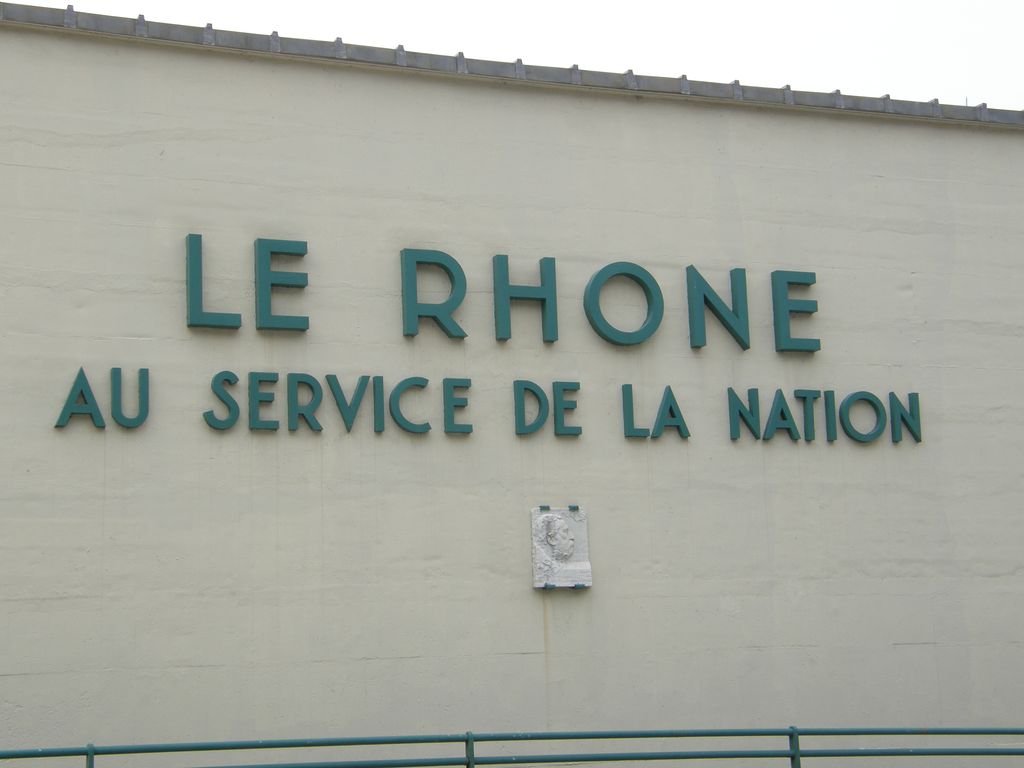 LE RHONE
AU SERVICE DE LA NATION